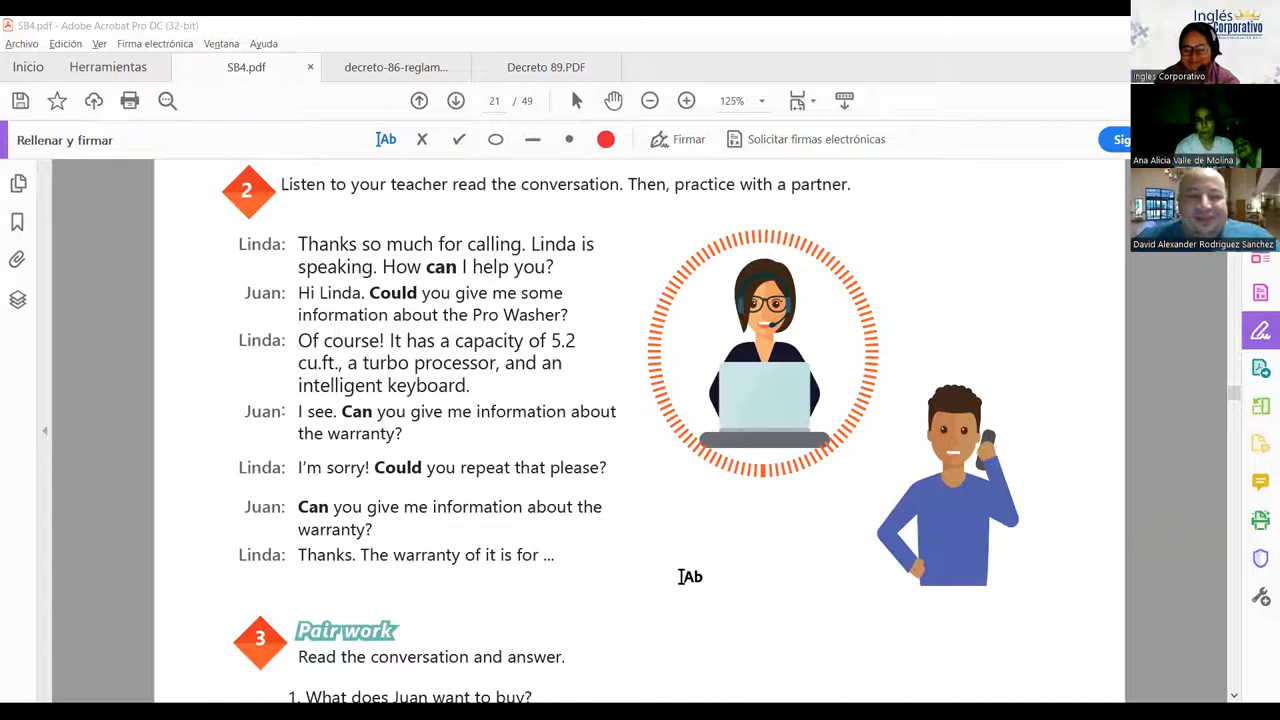 SB4.pdf - Adobe Acrobat Pro DC (32-bit)
Archivo Edición Ver Firma electrónica Ventana Ayuda
Inicio Herramientas SB4.pdf × decreto-86-reglam... Decreto 89.PDF
21 / 49 125%
Rellenar y firmar
Ab Firmar Solicitar firmas electrónicas Sig
Inglés
Corporativo
Ingles Corporativo
Ana Alicia Valle de Molina
David Alexander Rodriguez Sanchez
2 Listen to your teacher read the conversation. Then, practice with a partner.
Linda: Thanks so much for calling. Linda is
speaking. How can I help you?
Juan: Hi Linda. Could you give me some
information about the Pro Washer?
Linda: Of course! It has a capacity of 5.2
cu.ft., a turbo processor, and an
intelligent keyboard.
Juan: I see. Can you give me information about
the warranty?
Linda: I'm sorry! Could you repeat that please?
Juan: Can you give me information about the
warranty?
Linda: Thanks. The warranty of it is for ...
Ab
3 Pair work
Read the conversation and answer.
1. What does Juan want to buy?